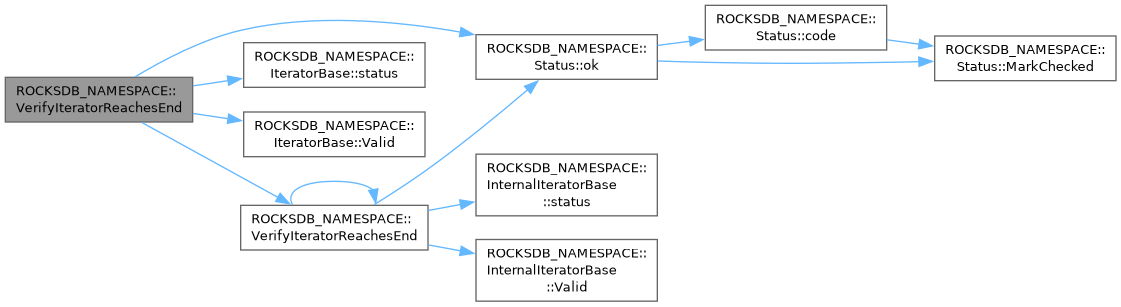 ROCKSDB_NAMESPACE::
VerifyIteratorReachesEnd
ROCKSDB_NAMESPACE::
IteratorBase::status
ROCKSDB_NAMESPACE::
IteratorBase::Valid
ROCKSDB_NAMESPACE::
VerifyIteratorReachesEnd
ROCKSDB_NAMESPACE::
Status::ok
ROCKSDB_NAMESPACE::
InternalIteratorBase
::status
ROCKSDB_NAMESPACE::
InternalIteratorBase
::Valid
ROCKSDB_NAMESPACE::
Status::code
ROCKSDB_NAMESPACE::
Status::MarkChecked